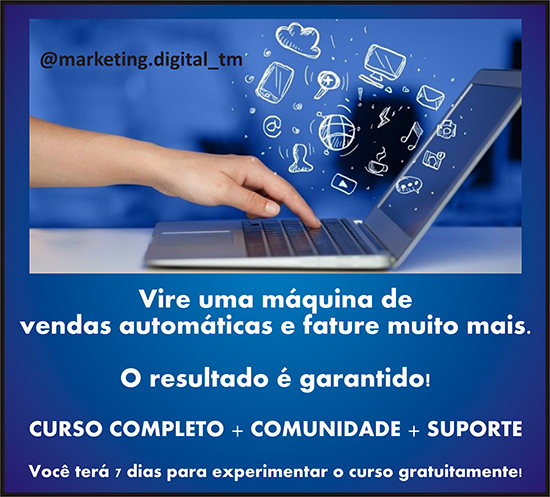 @marketing.digital_tm
Vire uma máquina de
vendas automáticas e fature muito mais.
O resultado é garantido!
CURSO COMPLETO + COMUNIDADE + SUPORTE
Você terá 7 dias para experimentar o curso gratuitamente!